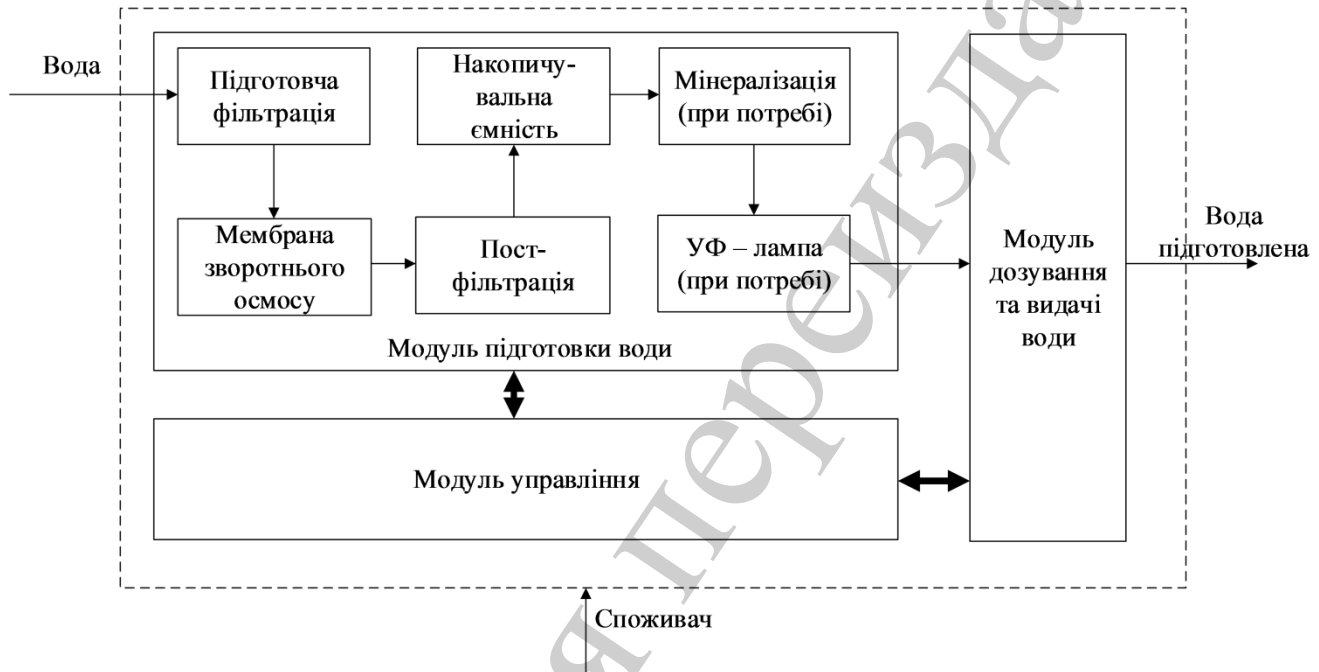 Вода
Підготовча
фільтрація
Накопичу-
вальна
ємність
Мінералізація
(при потребі)
Мембрана
зворотнього
осмосу
Пост-
фільтрація
УФ – лампа
(при потребі)
Модуль підготовки води
Модуль
дозування
та видачі
води
Вода
підготовлена
Модуль управління
Споживач
я переизда